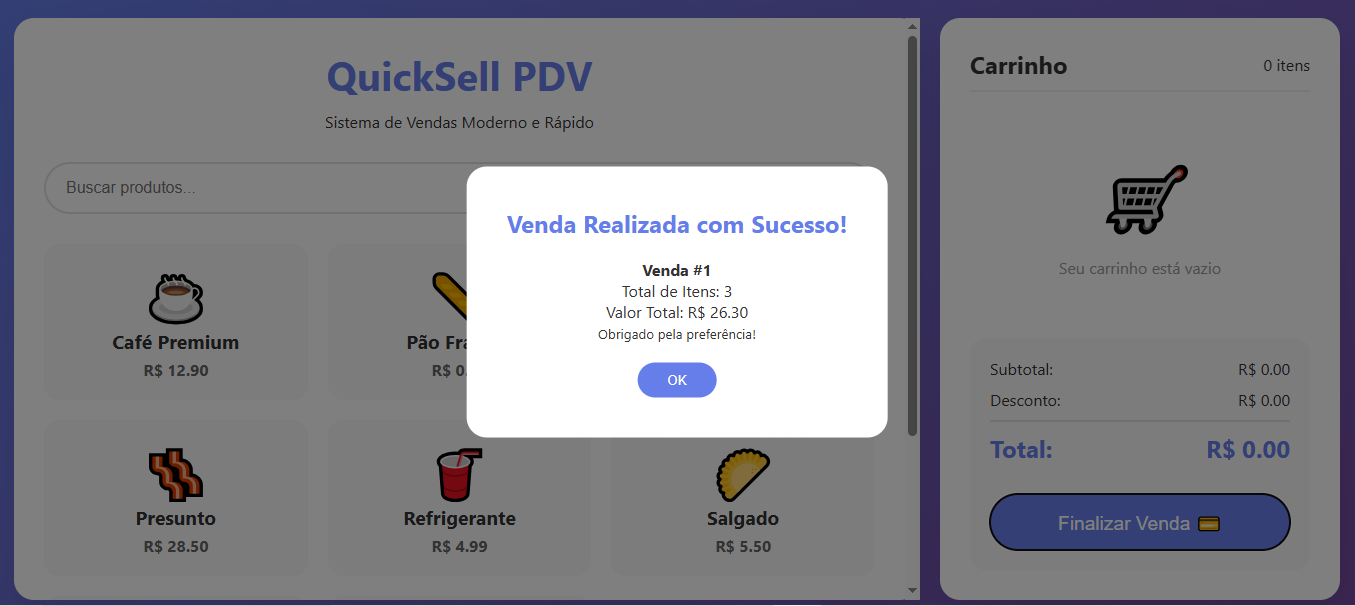 QuickSell PDV
Sistema de Vendas Moderno e Rápido
Buscar produtos...
Café Premium
R$ 12.90
Pão
R$ 0.
Presunto
R$ 28.50
Refrigerante
R$ 4.99
Salgado
R$ 5.50
Venda Realizada com Sucesso!
Venda #1
Total de Itens: 3
Valor Total: R$ 26.30
Obrigado pela preferência!
OK
Carrinho
0 itens
Seu carrinho está vazio
Subtotal:
R$ 0.00
Desconto:
R$ 0.00
Total:
R$ 0.00
Finalizar Venda